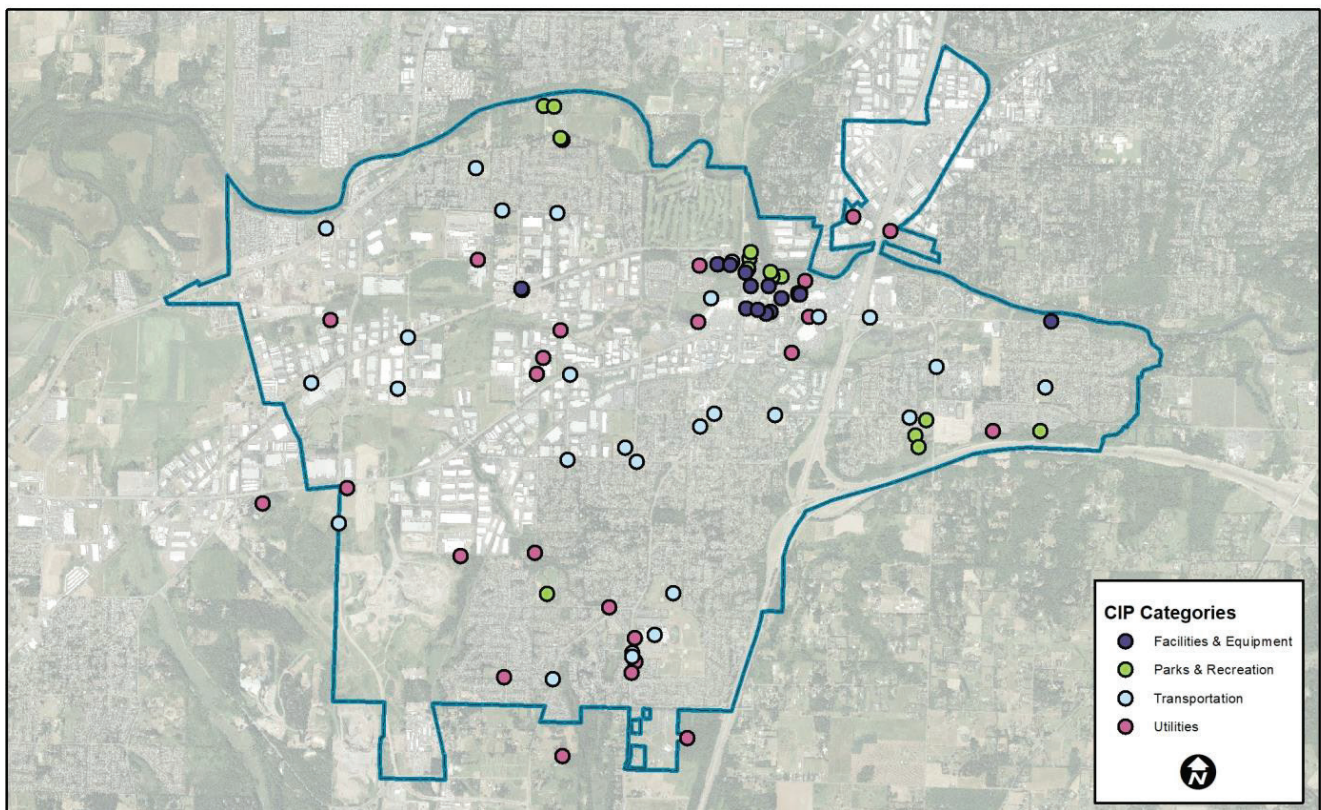 CIP Categories
Facilities & Equipment
Parks & Recreation
Transportation
Utilities
N